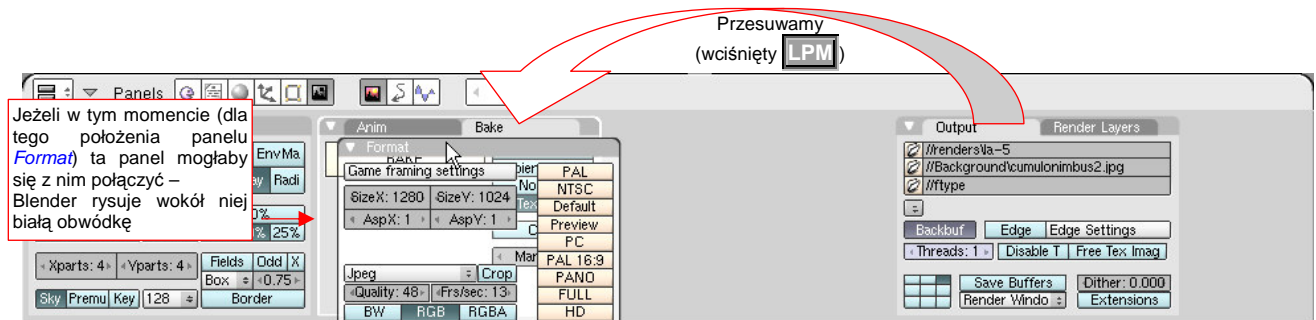 Przesuwamy
(wciśnięty LPM)
Panels
Jeżeli w tym momencie (dla
tego położenia panelu
Format) ta panel mogłaby
się z nim połączyć –
Blender rysuje wokół niej
białą obwódkę
EnvMa
Radi
25%
Xparts: 4
Yparts: 4
Fields
Odd
X
Box
0.75
Sky
Premu
Key
128
Border
Anim
Bake
Format
Game framing settings
SizeX: 1280
SizeY: 1024
AspX: 1
AspY: 1
Jpeg
Crop
Quality: 48
Frs/sec: 13
BW
RGB
RGBA
No
Tex
Mar
PAL
NTSC
Default
Preview
PC
PAL 16:9
PANO
FULL
HD
Output
Render Layers
//renders\la-5
//Background\cumulonimbus2.jpg
//ftype
Backbuf
Edge
Edge Settings
Threads: 1
Disable T
Free Tex Imag
Save Buffers
Dither: 0.000
Render Windo
Extensions